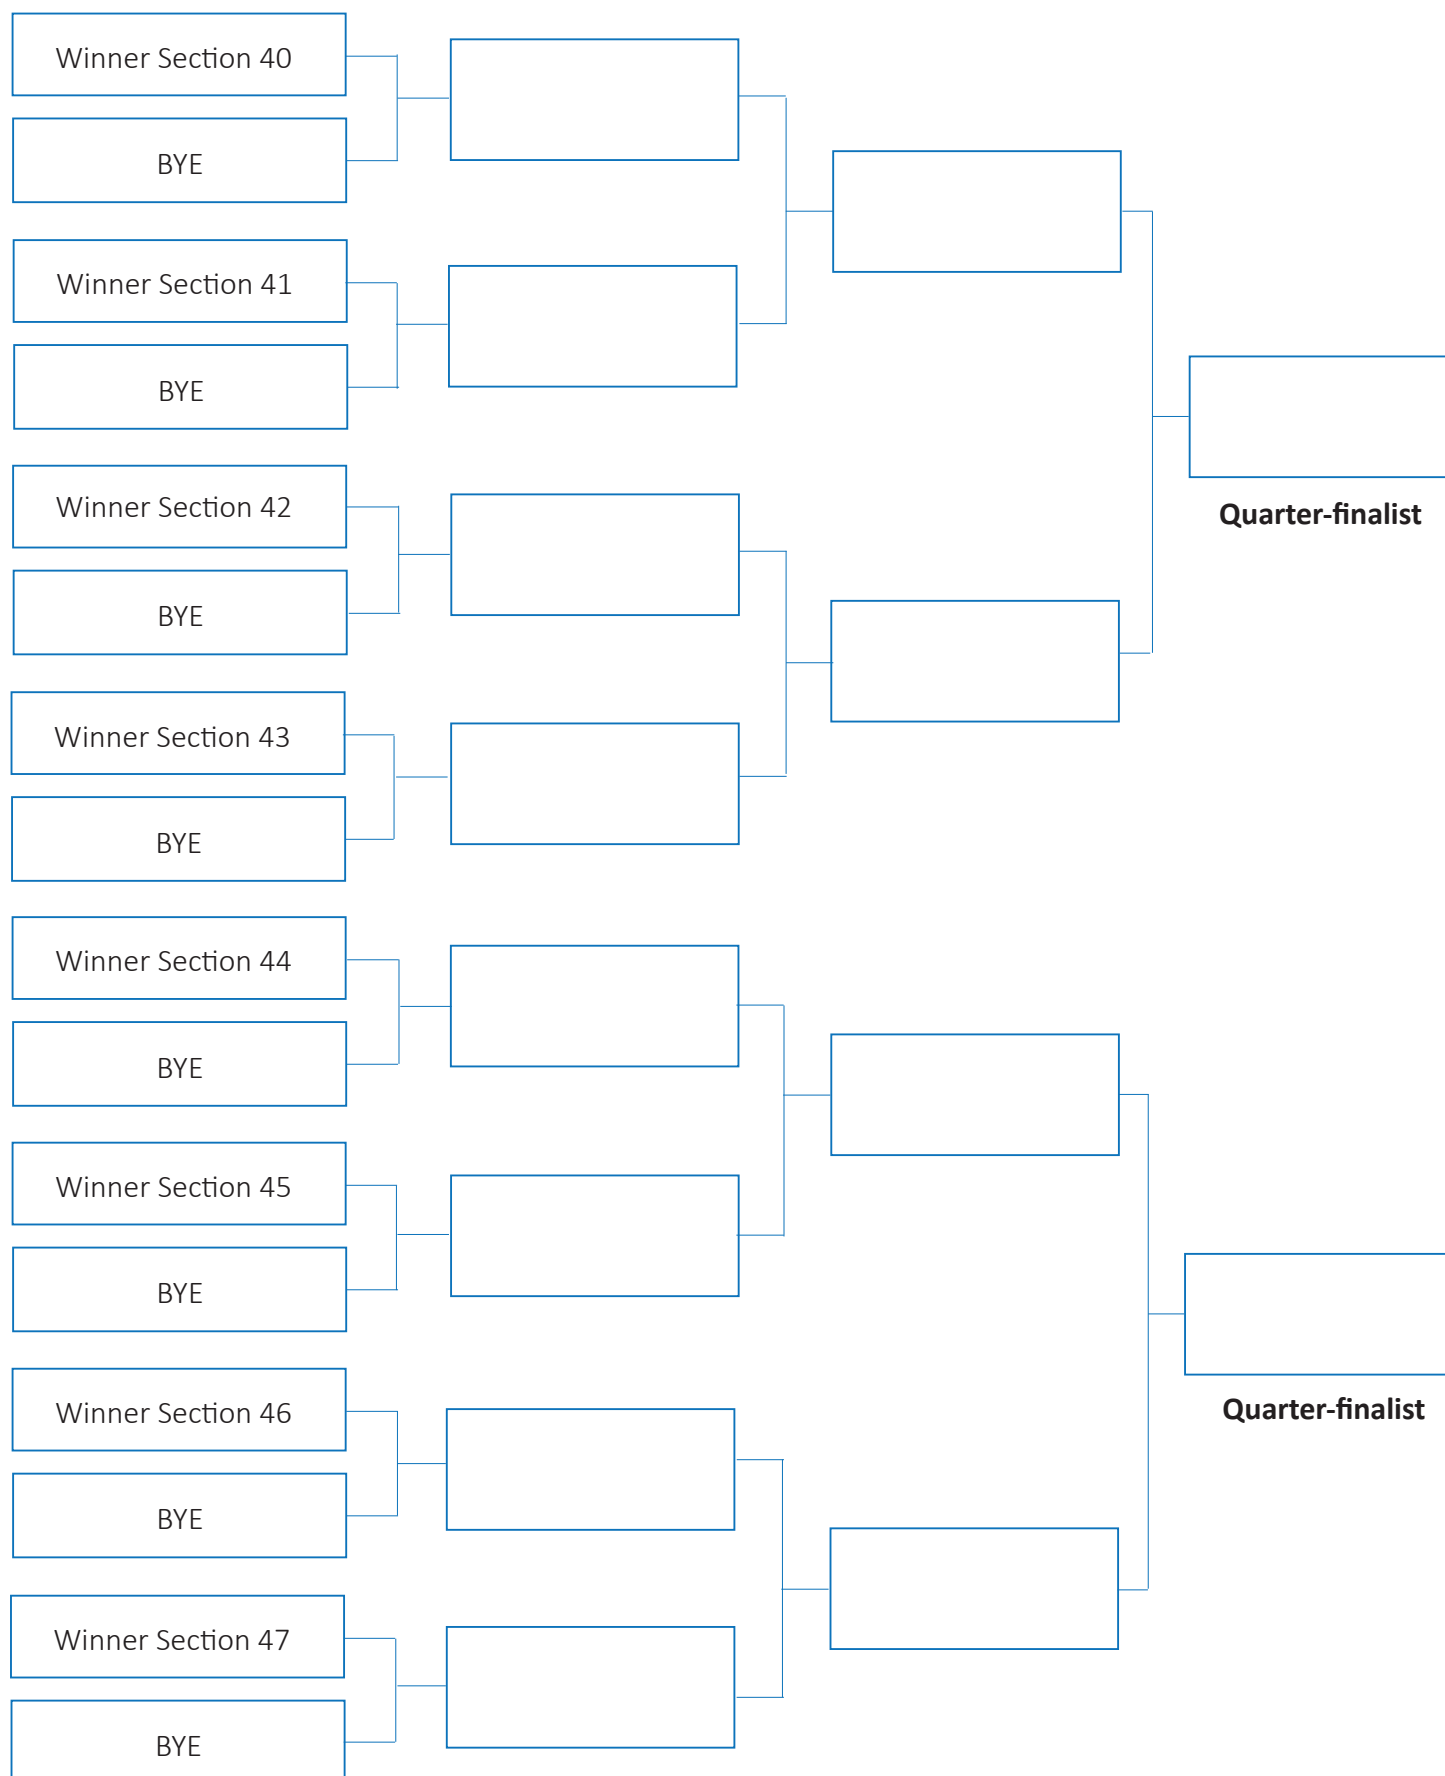 Winner Section 40
BYE
Winner Section 41
BYE
Winner Section 42
BYE
Winner Section 43
BYE
Winner Section 44
BYE
Winner Section 45
BYE
Winner Section 46
BYE
Winner Section 47
BYE
Quarter-finalist
Quarter-finalist